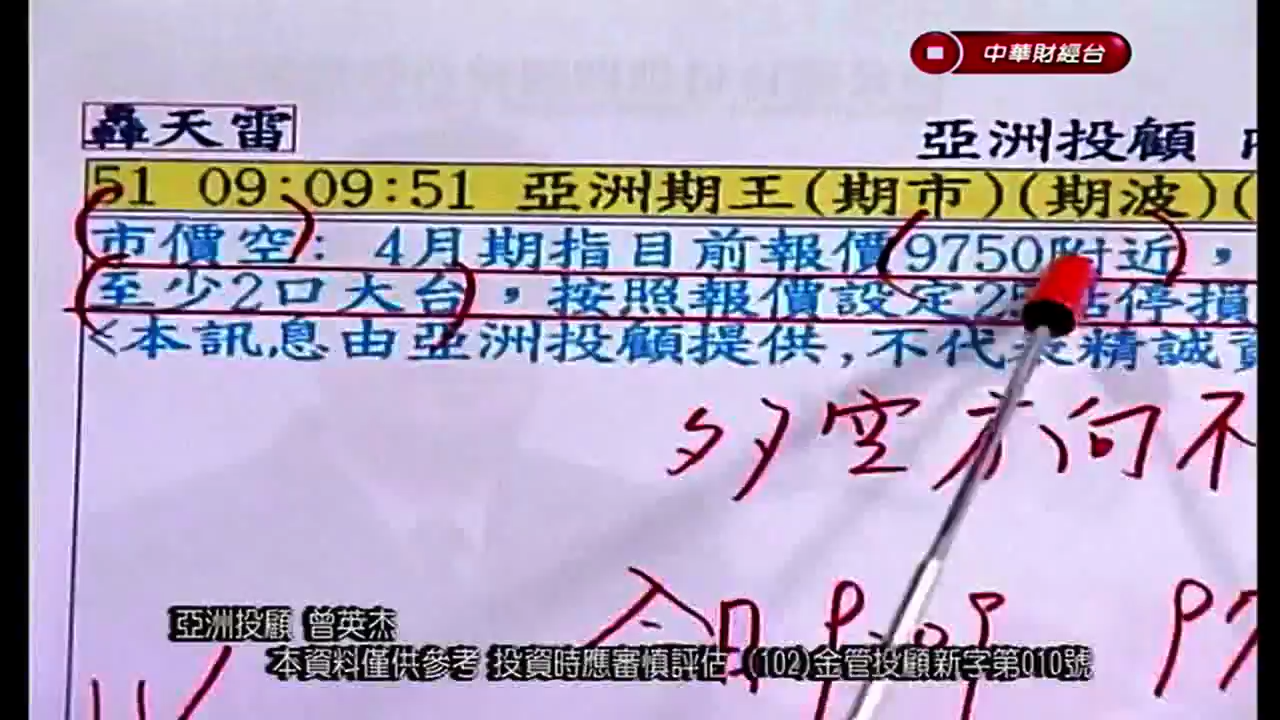 中華財經台
轟天雷
亞洲投顧
51 09:09:51 亞洲期王(期市)(期波)(
市價空: 4月期指目前報價9750附近,
至少2口大台,按照報價設定25點停損
<本訊息由亞洲投顧提供,不代表精誠資
多空方向不
亞洲投顧 曾英杰
本資料僅供參考 投資時應審慎評估 (102)金管投顧新字第010號